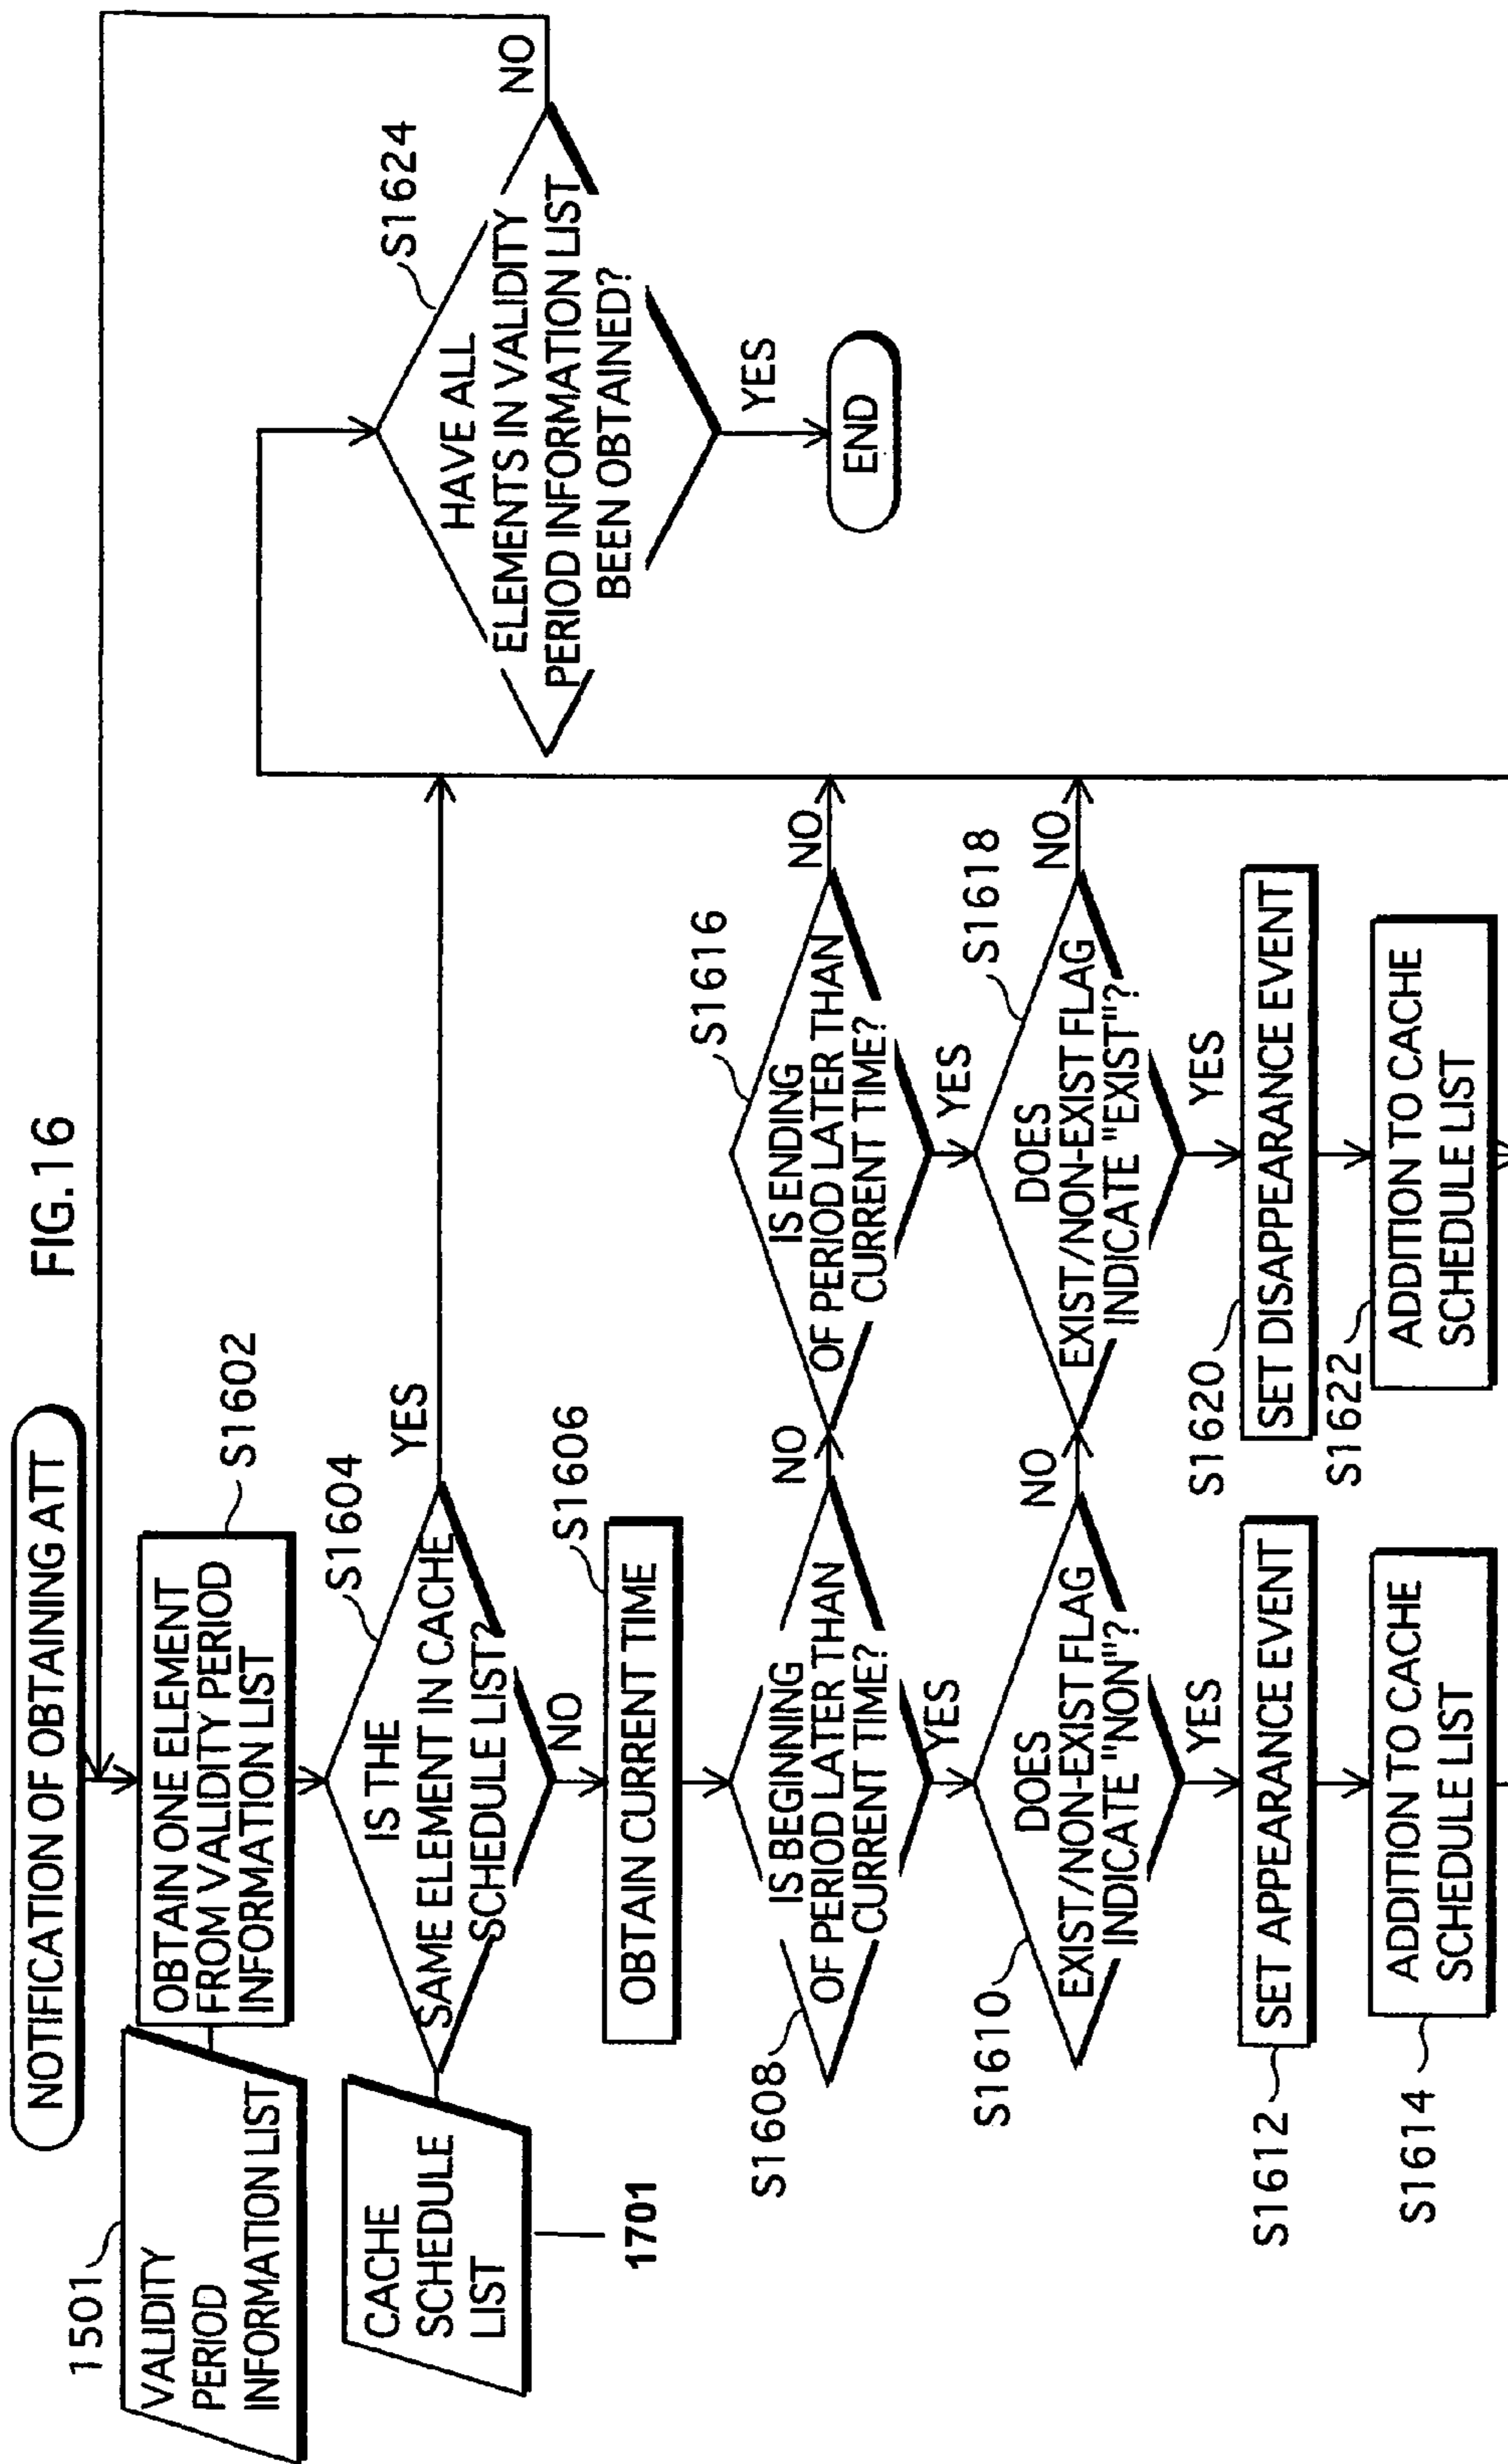 FIG.16
NOTIFICATION OF OBTAINING ATT
1501
VALIDITY
PERIOD
INFORMATION LIST
OBTAIN ONE ELEMENT
FROM VALIDITY PERIOD
INFORMATION LIST
S1602
CACHE
SCHEDULE
LIST
1701
IS THE
SAME ELEMENT IN CACHE
SCHEDULE LIST?
S1604
YES
NO
OBTAIN CURRENT TIME
S1606
S1608
IS BEGINNING
OF PERIOD LATER THAN
CURRENT TIME?
NO
YES
S1610
DOES
EXIST/NON-EXIST FLAG
INDICATE "NON"?
NO
YES
S1612
SET APPEARANCE EVENT
S1614
ADDITION TO CACHE
SCHEDULE LIST
S1616
IS ENDING
OF PERIOD LATER THAN
CURRENT TIME?
NO
YES
S1618
DOES
EXIST/NON-EXIST FLAG
INDICATE "EXIST"?
NO
YES
S1620
SET DISAPPEARANCE EVENT
S1622
ADDITION TO CACHE
SCHEDULE LIST
S1624
HAVE ALL
ELEMENTS IN VALIDITY
PERIOD INFORMATION LIST
BEEN OBTAINED?
NO
YES
END